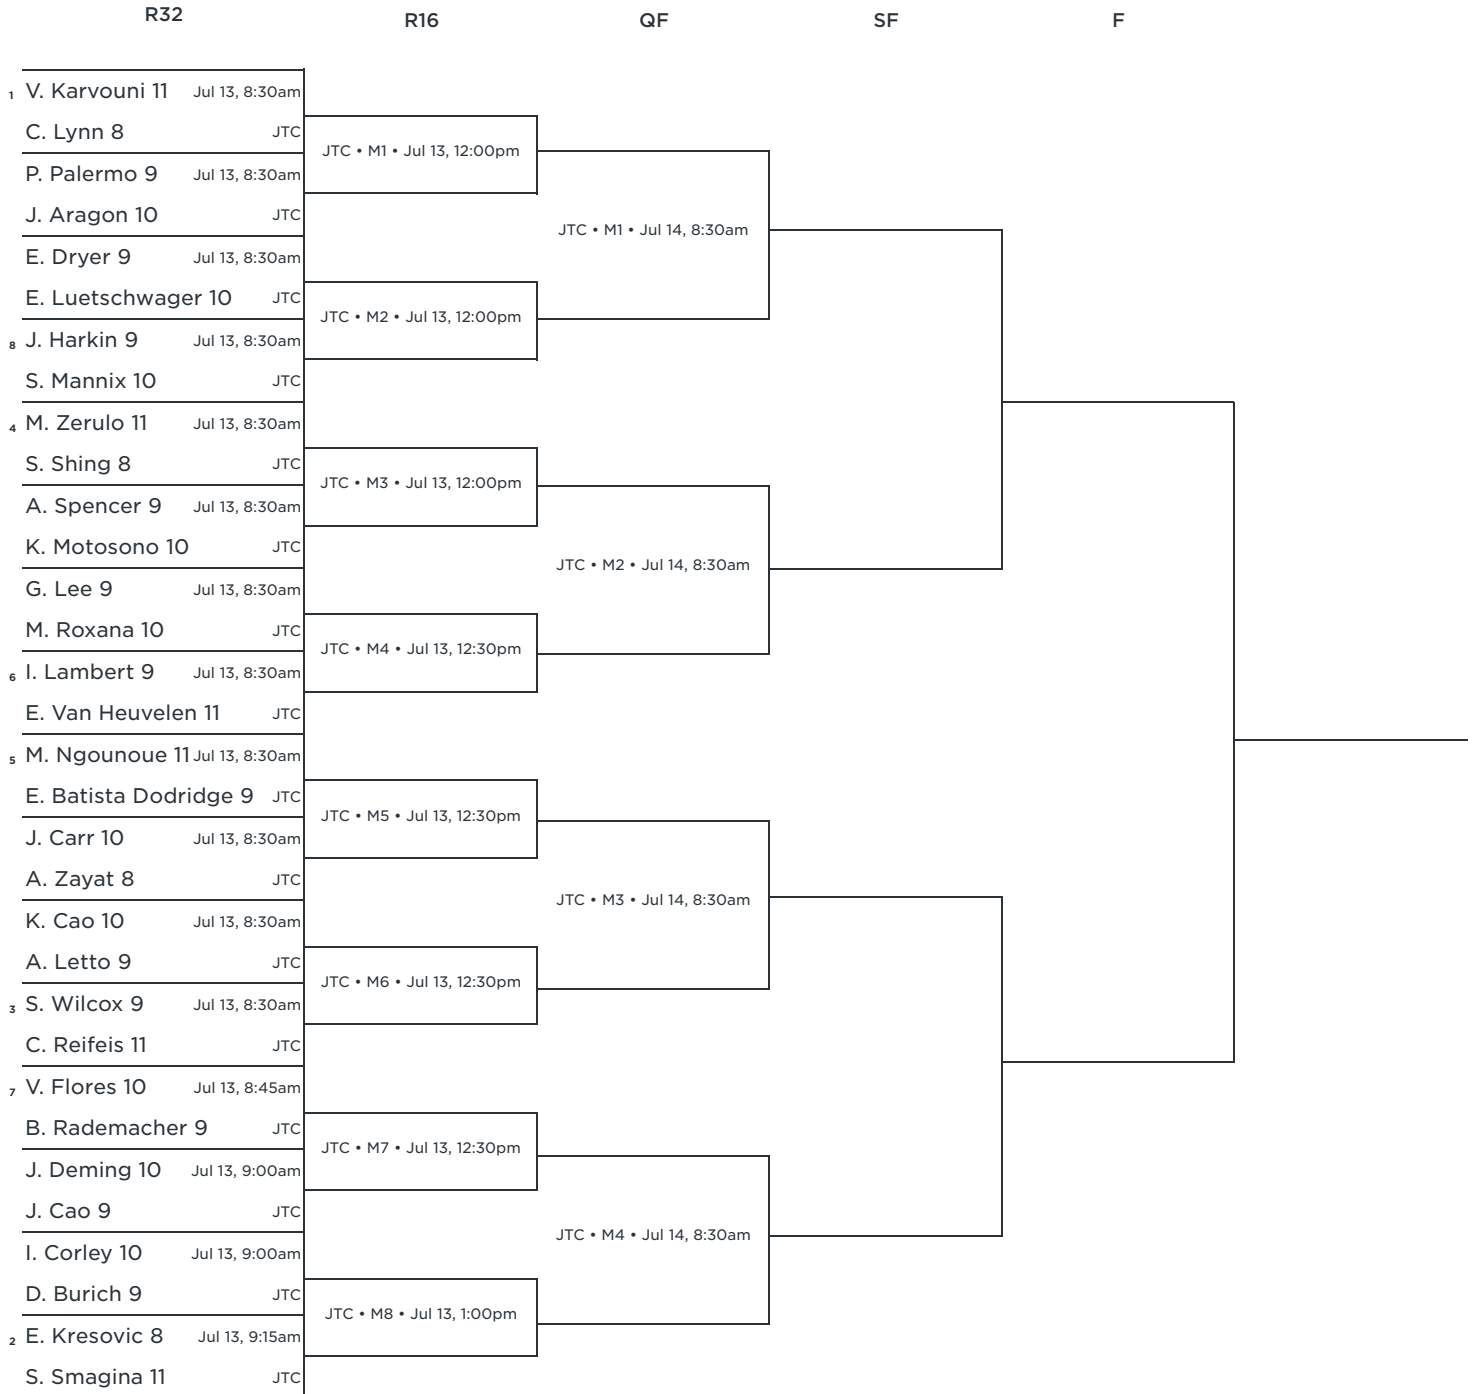 R32 R16 QF SF F
1 V. Karvouni 11 Jul 13, 8:30am
C. Lynn 8 JTC
JTC • M1 • Jul 13, 12:00pm
P. Palermo 9 Jul 13, 8:30am
J. Aragon 10 JTC
JTC • M1 • Jul 14, 8:30am
E. Dryer 9 Jul 13, 8:30am
E. Luetschwager 10 JTC
JTC • M2 • Jul 13, 12:00pm
8 J. Harkin 9 Jul 13, 8:30am
S. Mannix 10 JTC
4 M. Zerulo 11 Jul 13, 8:30am
S. Shing 8 JTC
JTC • M3 • Jul 13, 12:00pm
A. Spencer 9 Jul 13, 8:30am
K. Motosono 10 JTC
JTC • M2 • Jul 14, 8:30am
G. Lee 9 Jul 13, 8:30am
M. Roxana 10 JTC
JTC • M4 • Jul 13, 12:30pm
6 I. Lambert 9 Jul 13, 8:30am
E. Van Heuvelen 11 JTC
5 M. Ngounoue 11 Jul 13, 8:30am
E. Batista Dodridge 9 JTC
JTC • M5 • Jul 13, 12:30pm
J. Carr 10 Jul 13, 8:30am
A. Zayat 8 JTC
JTC • M3 • Jul 14, 8:30am
K. Cao 10 Jul 13, 8:30am
A. Letto 9 JTC
JTC • M6 • Jul 13, 12:30pm
3 S. Wilcox 9 Jul 13, 8:30am
C. Reifeis 11 JTC
7 V. Flores 10 Jul 13, 8:45am
B. Rademacher 9 JTC
JTC • M7 • Jul 13, 12:30pm
J. Deming 10 Jul 13, 9:00am
J. Cao 9 JTC
JTC • M4 • Jul 14, 8:30am
I. Corley 10 Jul 13, 9:00am
D. Burich 9 JTC
JTC • M8 • Jul 13, 1:00pm
2 E. Kresovic 8 Jul 13, 9:15am
S. Smagina 11 JTC